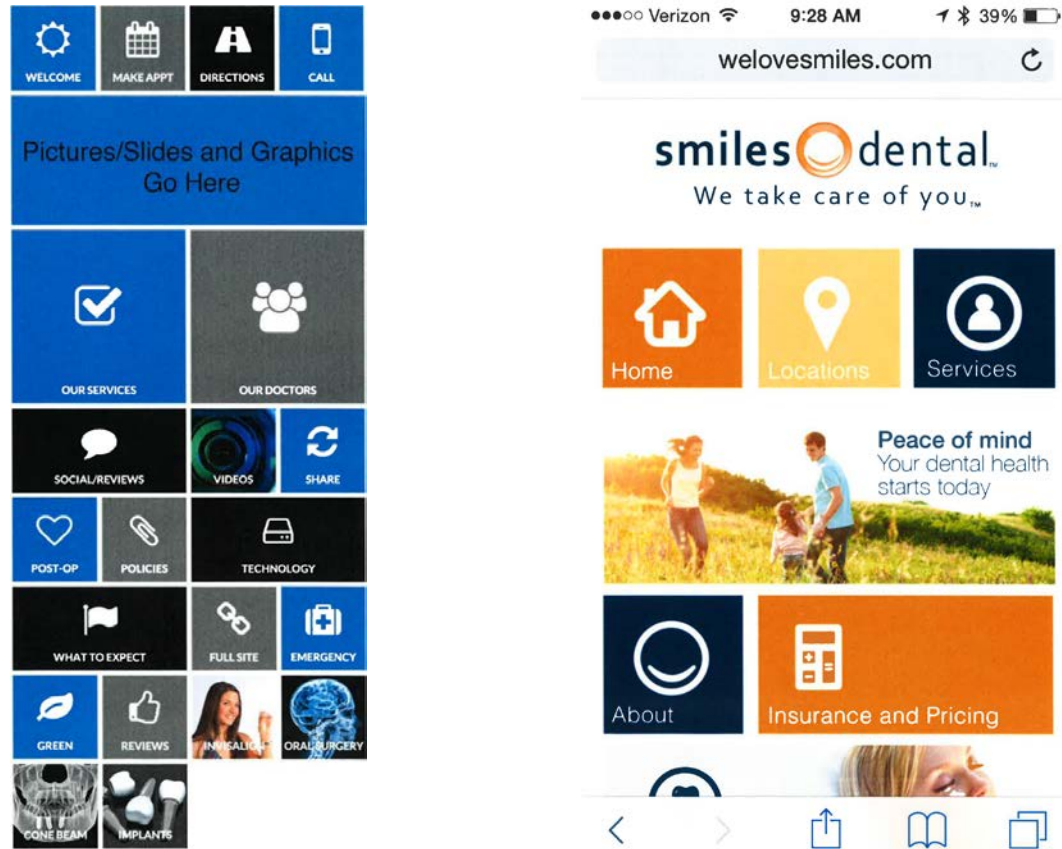 WELCOME
MAKE APPT
DIRECTIONS
CALL
Pictures/Slides and Graphics
Go Here
OUR SERVICES
OUR DOCTORS
SOCIAL/REVIEWS
VIDEOS
SHARE
POST-OP
POLICIES
TECHNOLOGY
WHAT TO EXPECT
FULL SITE
EMERGENCY
GREEN
REVIEWS
INVISALIGN
ORAL SURGERY
CONE BEAM
IMPLANTS
Verizon 9:28 AM 39%
welovesmiles.com
smiles dental™
We take care of you™
Home
Locations
Services
Peace of mind
Your dental health
starts today
About
Insurance and Pricing